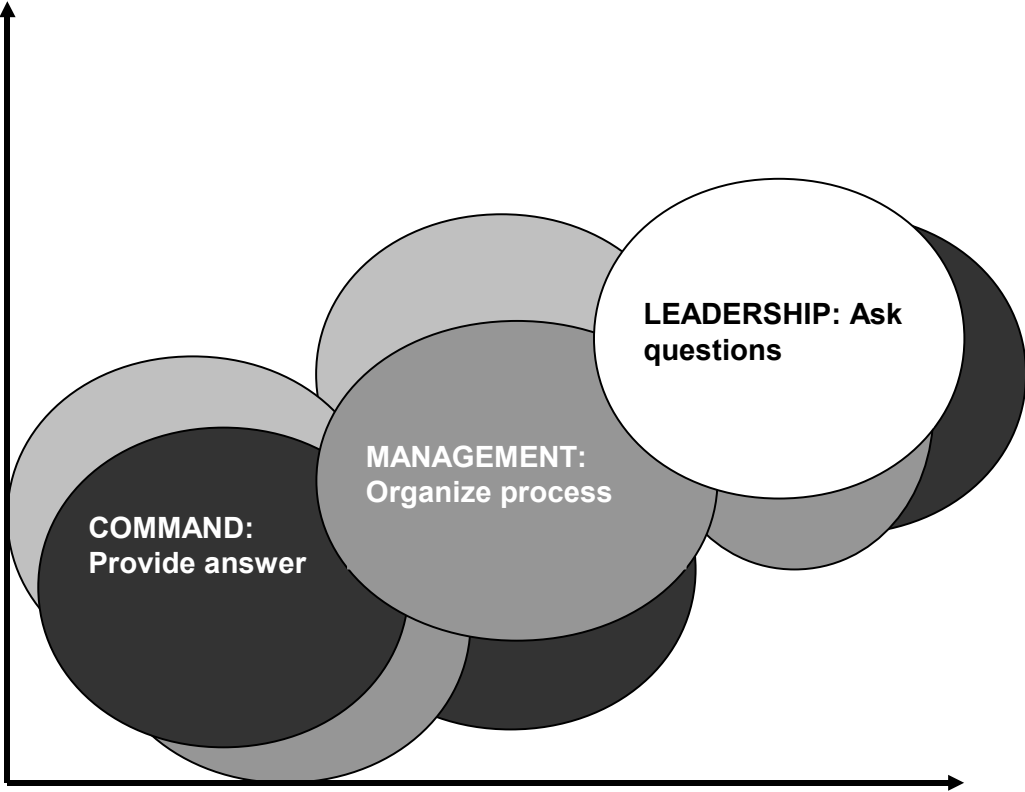 LEADERSHIP: Ask
questions
MANAGEMENT:
Organize process
COMMAND:
Provide answer